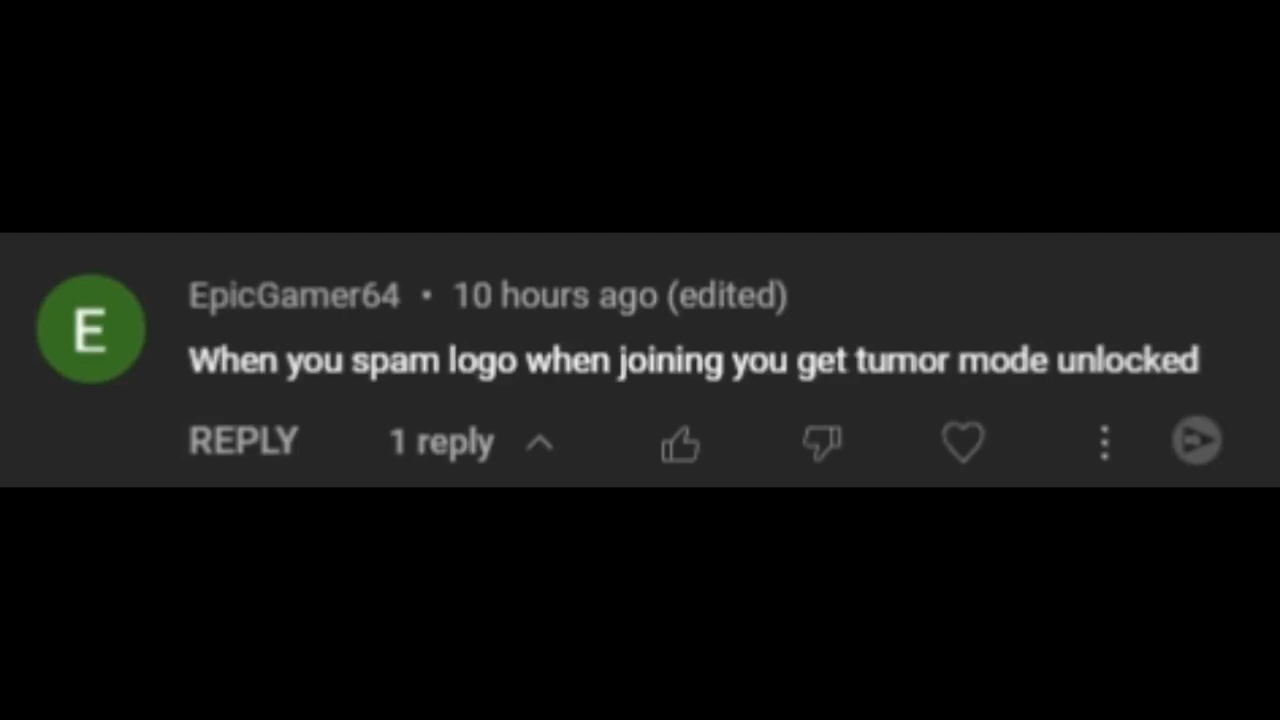 E
EpicGamer64 • 10 hours ago (edited)
When you spam logo when joining you get tumor mode unlocked
REPLY 1 reply